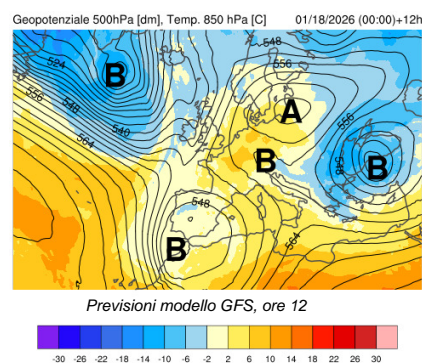 Geopotenziale 500hPa [dm], Temp. 850 hPa [C] 01/18/2026 (00:00)+12h
548
524
B
556
556
A
548
540
556
564
B
548
B
548
B
564
Previsioni modello GFS, ore 12
-30 -26 -22 -18 -14 -10 -6 -2 2 6 10 14 18 22 26 30